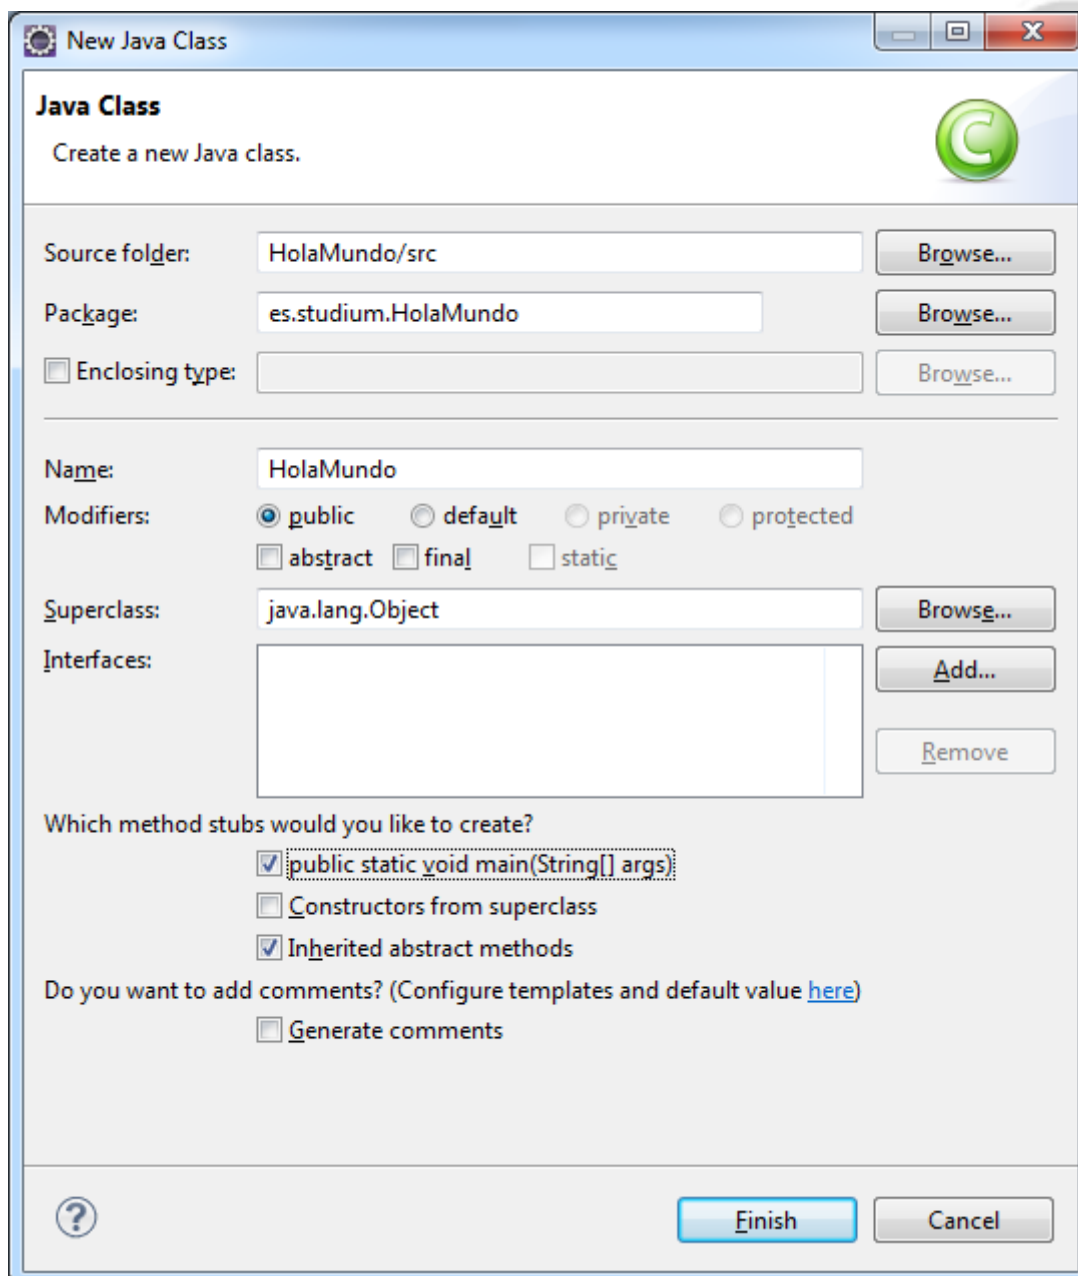 New Java Class
Java Class
Create a new Java class.
Source folder: HolaMundo/src Browse...
Package: es.studium.HolaMundo Browse...
Enclosing type: Browse...
Name: HolaMundo
Modifiers: public default private protected
abstract final static
Superclass: java.lang.Object Browse...
Interfaces: Add...
Remove
Which method stubs would you like to create?
public static void main(String[] args)
Constructors from superclass
Inherited abstract methods
Do you want to add comments? (Configure templates and default value here)
Generate comments
? Finish Cancel